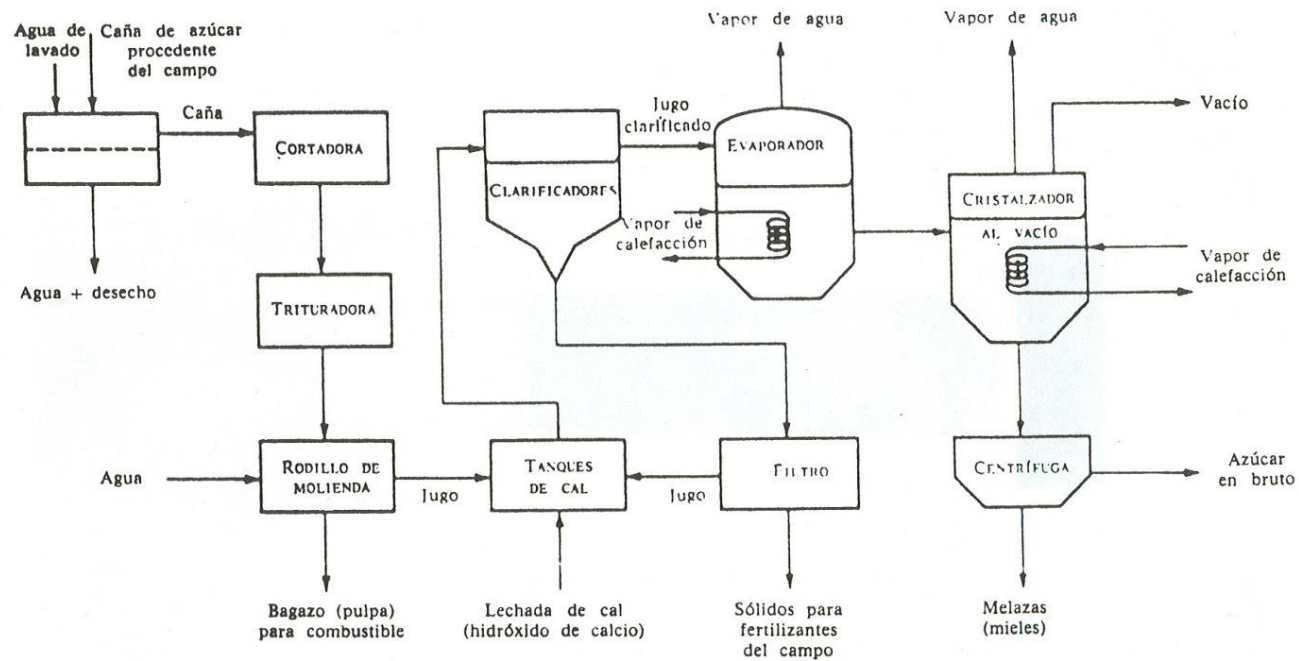 Agua de
lavado
Caña de azúcar
procedente
del campo
Caña
CORTADORA
Agua + desecho
TRITURADORA
Agua
RODILLO DE
MOLIENDA
Jugo
Bagazo (pulpa)
para combustible
TANQUES
DE CAL
Lechada de cal
(hidróxido de calcio)
CLARIFICADORES
Jugo
clarificado
Jugo
FILTRO
Sólidos para
fertilizantes
del campo
Vapor de agua
EVAPORADOR
Vapor de
calefacción
Vapor de agua
Vacío
CRISTALZADOR
AL VACÍO
Vapor de
calefacción
CENTRÍFUGA
Azúcar
en bruto
Melazas
(mieles)